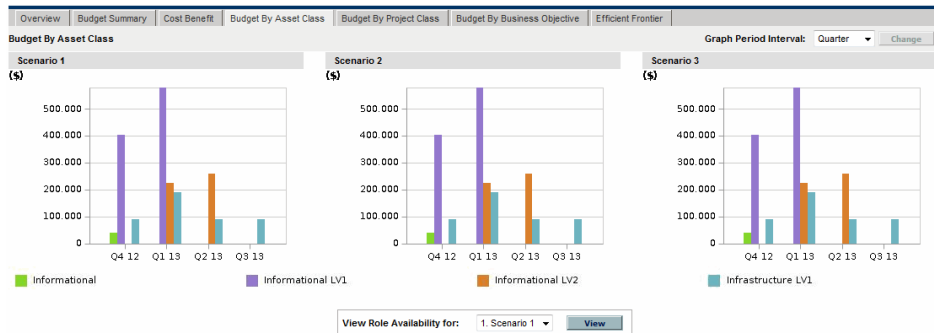 Overview Budget Summary Cost Benefit Budget By Asset Class Budget By Project Class Budget By Business Objective Efficient Frontier
Budget By Asset Class Graph Period Interval: Quarter Change
Scenario 1 Scenario 2 Scenario 3
($) ($) ($)
500.000 500.000 500.000
400.000 400.000 400.000
300.000 300.000 300.000
200.000 200.000 200.000
100.000 100.000 100.000
0 0 0
Q4 12 Q1 13 Q2 13 Q3 13 Q4 12 Q1 13 Q2 13 Q3 13 Q4 12 Q1 13 Q2 13 Q3 13
Informational Informational LV1 Informational LV2 Infrastructure LV1
View Role Availability for: 1. Scenario 1 View